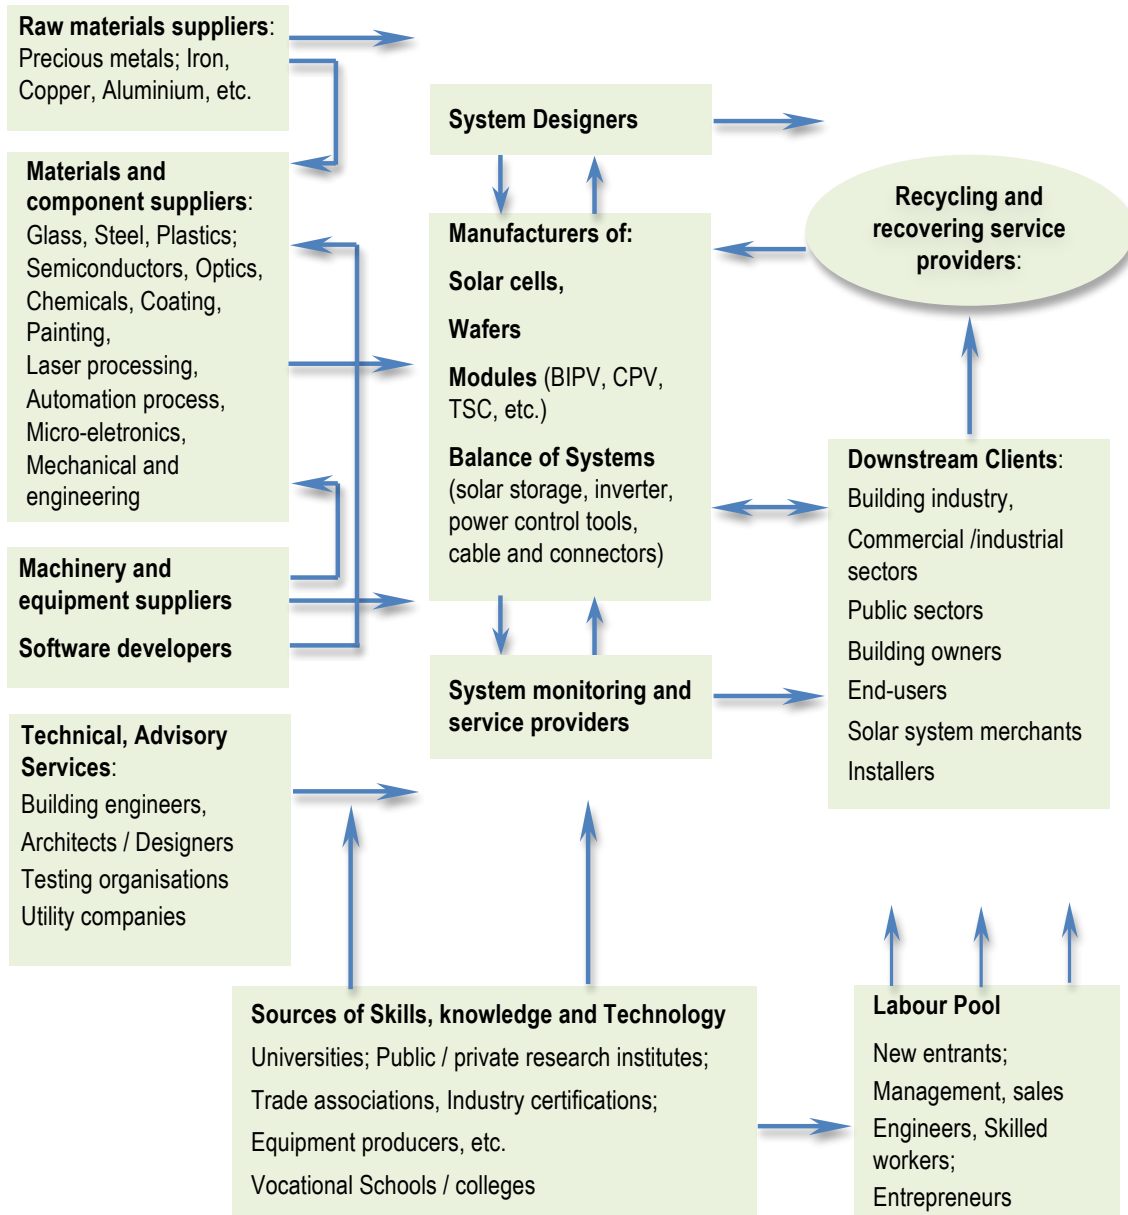 Raw materials suppliers:
Precious metals; Iron,
Copper, Aluminium, etc.
Materials and
component suppliers:
Glass, Steel, Plastics;
Semiconductors, Optics,
Chemicals, Coating,
Painting,
Laser processing,
Automation process,
Micro-eletronics,
Mechanical and
engineering
Machinery and
equipment suppliers
Software developers
Technical, Advisory
Services:
Building engineers,
Architects / Designers
Testing organisations
Utility companies
System Designers
Manufacturers of:
Solar cells,
Wafers
Modules (BIPV, CPV,
TSC, etc.)
Balance of Systems
(solar storage, inverter,
power control tools,
cable and connectors)
System monitoring and
service providers
Recycling and
recovering service
providers:
Downstream Clients:
Building industry,
Commercial /industrial
sectors
Public sectors
Building owners
End-users
Solar system merchants
Installers
Sources of Skills, knowledge and Technology
Universities; Public / private research institutes;
Trade associations, Industry certifications;
Equipment producers, etc.
Vocational Schools / colleges
Labour Pool
New entrants;
Management, sales
Engineers, Skilled
workers;
Entrepreneurs